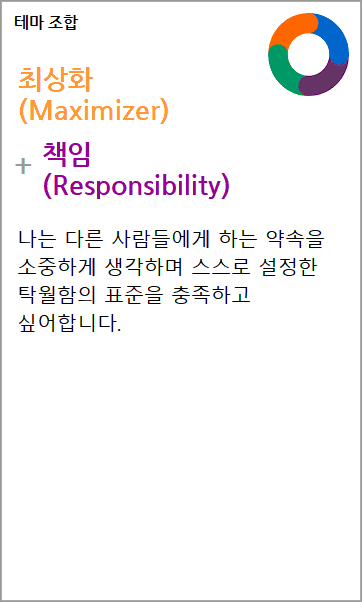 테마 조합
최상화
(Maximizer)
+ 책임
(Responsibility)
나는 다른 사람들에게 하는 약속을
소중하게 생각하며 스스로 설정한
탁월함의 표준을 충족하고
싶어합니다.